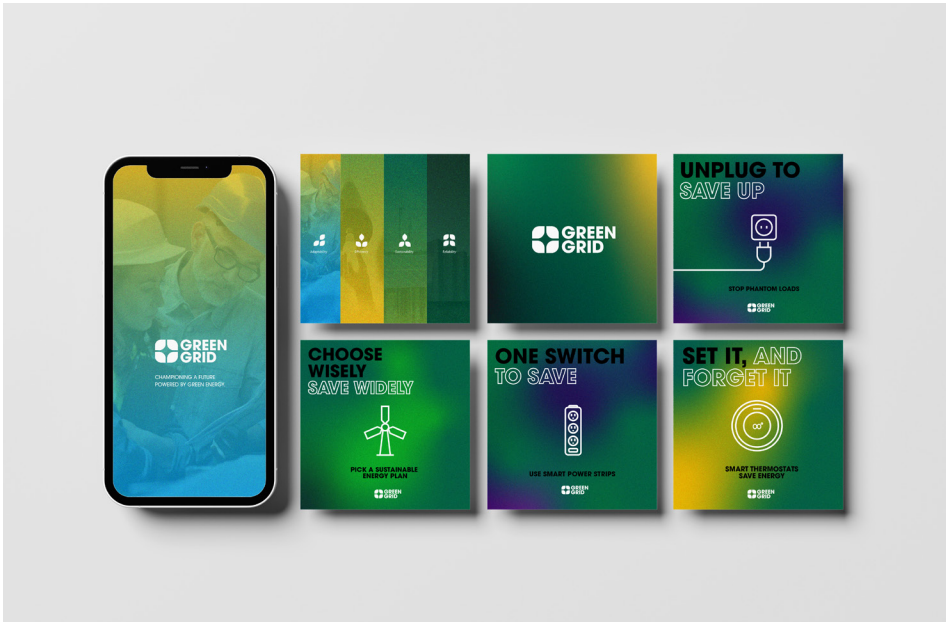 GREEN
GRID
CHAMPIONING A FUTURE
POWERED BY GREEN ENERGY.
GREEN
GRID
UNPLUG TO
SAVE UP
STOP PHANTOM LOADS
GREEN
GRID
CHOOSE
WISELY
SAVE WIDELY
PICK A SUSTAINABLE
ENERGY PLAN
GREEN
GRID
ONE SWITCH
TO SAVE
USE SMART POWER STRIPS
GREEN
GRID
SET IT, AND
FORGET IT
SMART THERMOSTATS
SAVE ENERGY
GREEN
GRID